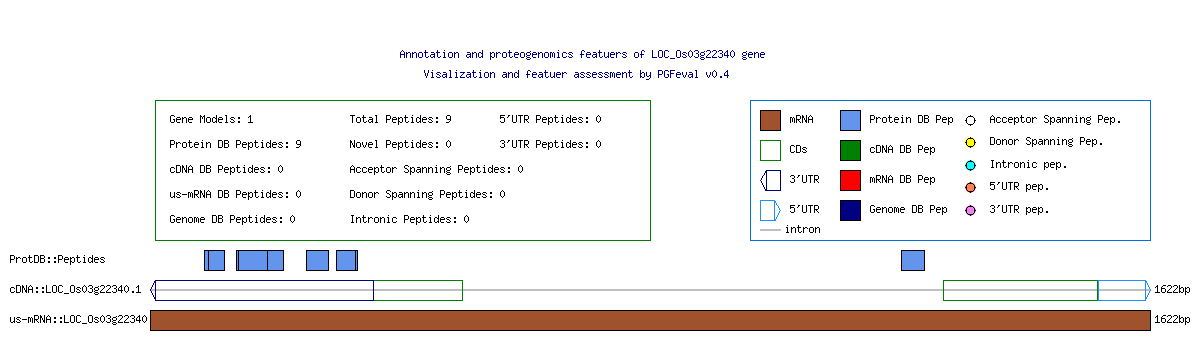 Annotation and proteogenomics featuers of LOC_Os03g22340 gene
Visalization and featuer assessment by PGFeval v0.4
Gene Models: 1 Total Peptides: 9 5'UTR Peptides: 0
Protein DB Peptides: 9 Novel Peptides: 0 3'UTR Peptides: 0
cDNA DB Peptides: 0 Acceptor Spanning Peptides: 0
us-mRNA DB Peptides: 0 Donor Spanning Peptides: 0
Genome DB Peptides: 0 Intronic Peptides: 0
mRNA Protein DB Pep Acceptor Spanning Pep.
CDs cDNA DB Pep Donor Spanning Pep.
Intronic pep.
3'UTR mRNA DB Pep 5'UTR pep.
5'UTR Genome DB Pep 3'UTR pep.
intron
ProtDB::Peptides
cDNA::LOC_Os03g22340.1 1622bp
us-mRNA::LOC_Os03g22340 1622bp